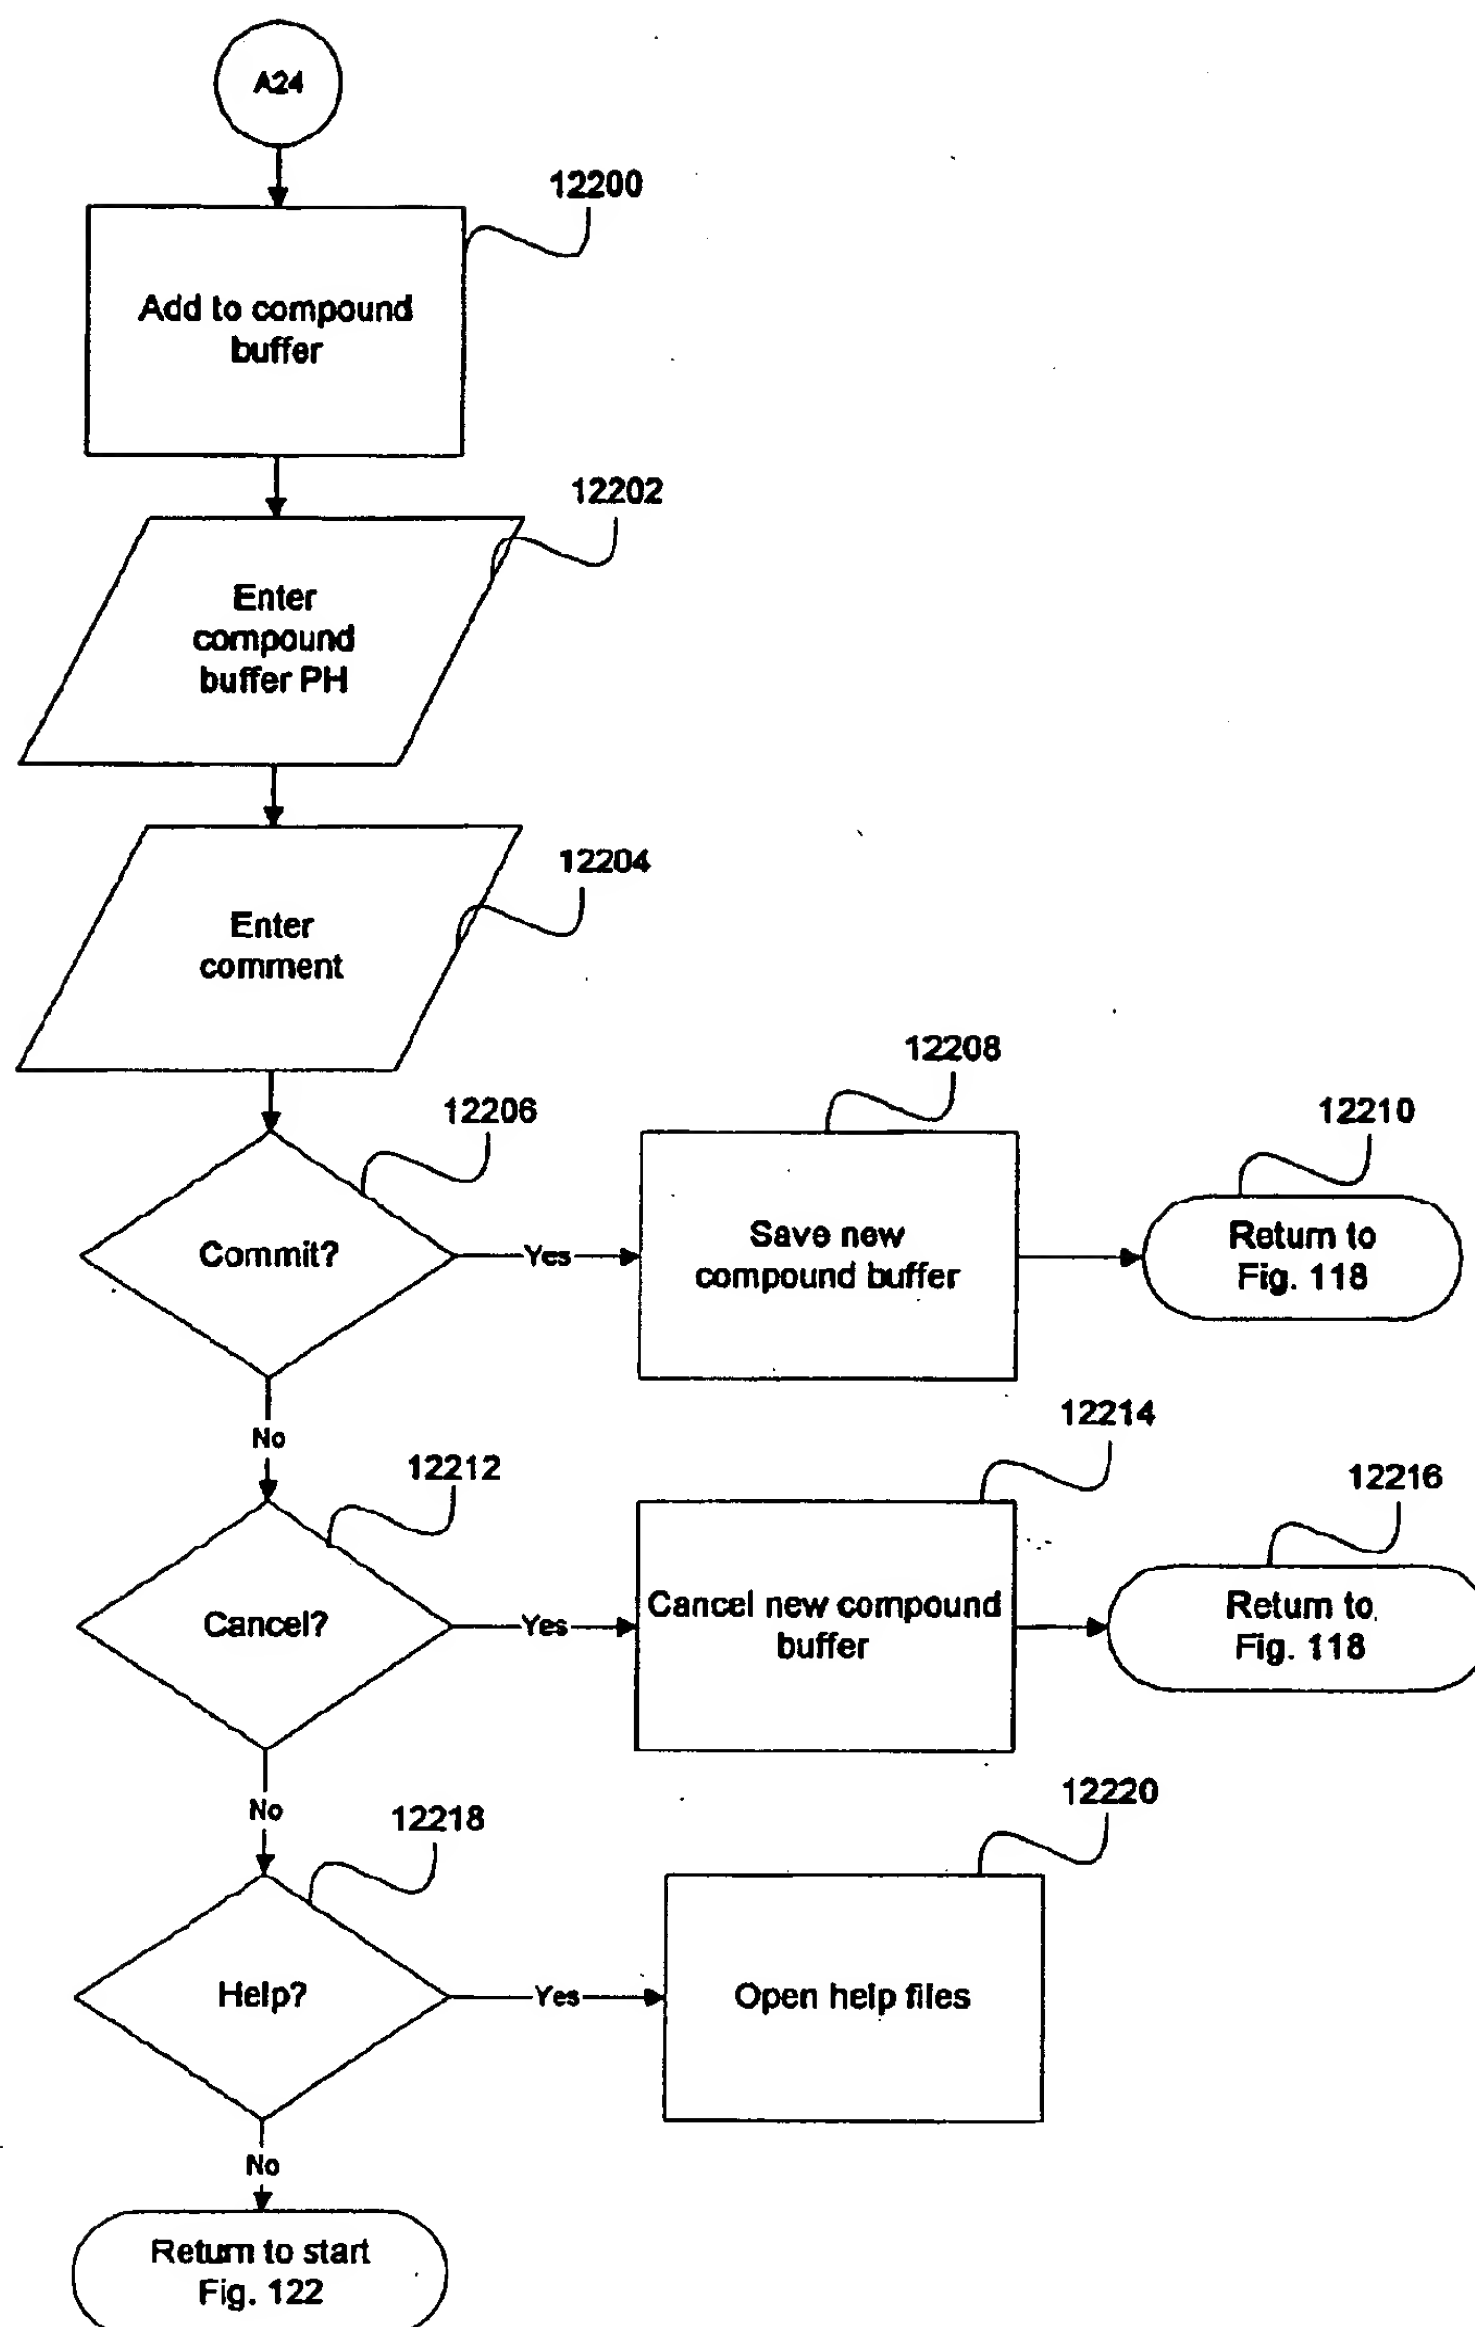 A24
12200
Add to compound
buffer
12202
Enter
compound
buffer PH
12204
Enter
comment
12206
Commit?
Yes
12208
Save new
compound buffer
12210
Return to
Fig. 118
No
12212
Cancel?
Yes
12214
Cancel new compound
buffer
12216
Return to
Fig. 118
No
12218
Help?
Yes
12220
Open help files
No
Return to start
Fig. 122